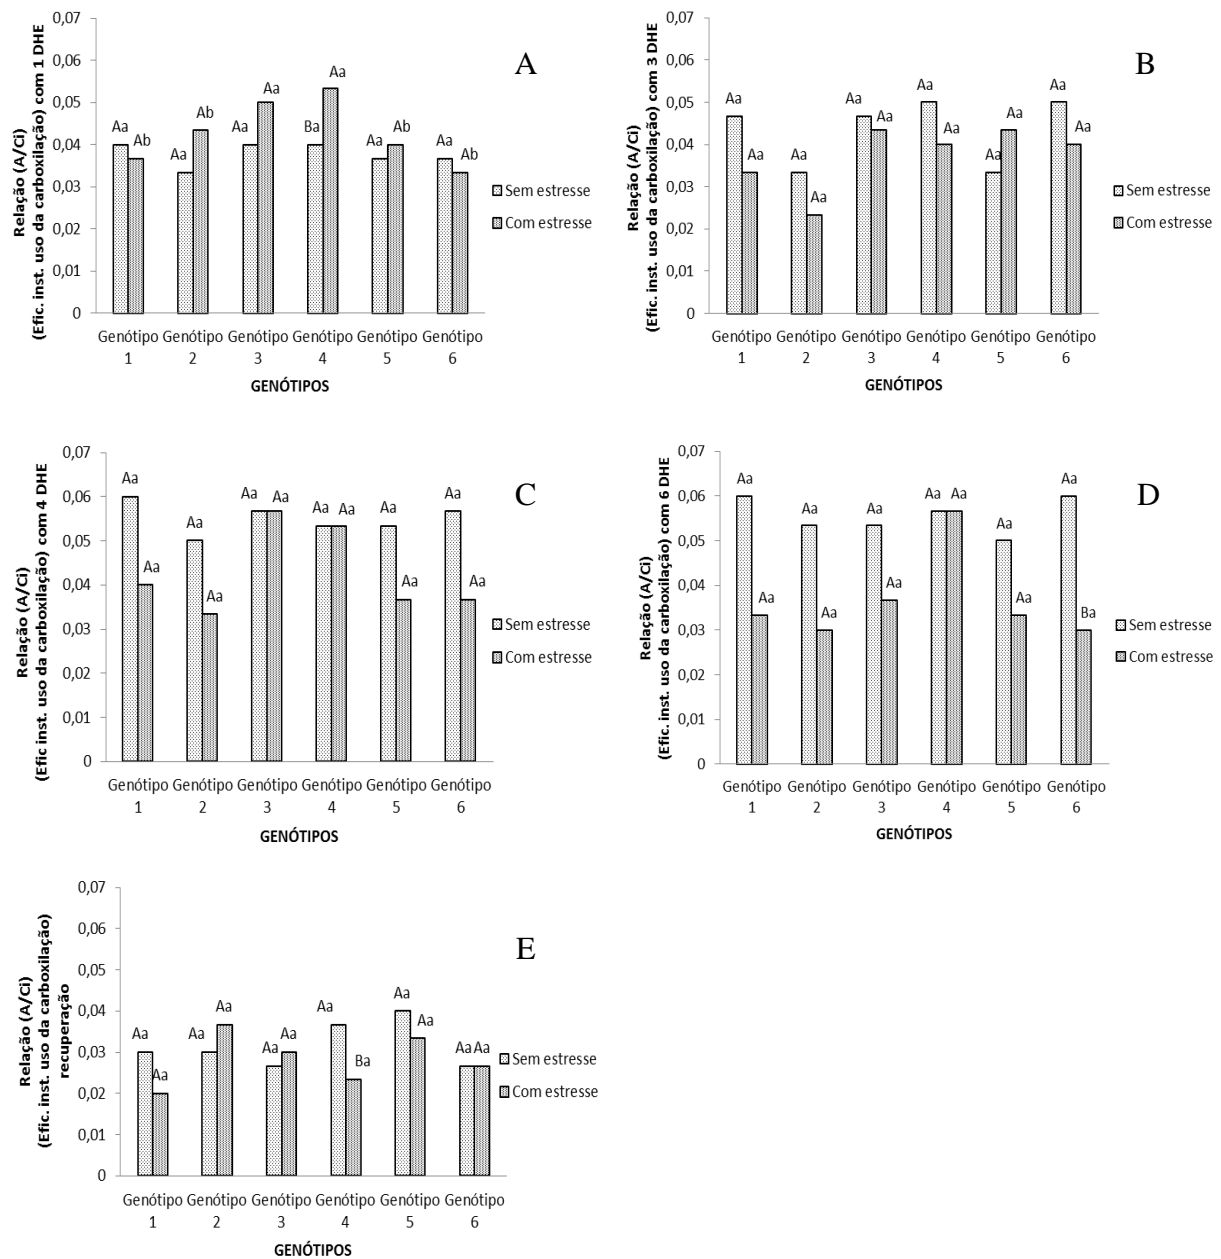 Relação (A/Ci)
(Efic. inst. uso da carboxilação) com 1 DHE
0,07
0,06
0,05
0,04
0,03
0,02
0,01
0
Aa
Ab
Aa
Ab
Aa
Aa
Ba
Aa
Aa
Ab
Aa
Ab
A
Sem estresse
Com estresse
Genótipo Genótipo Genótipo Genótipo Genótipo Genótipo
1 2 3 4 5 6
GENÓTIPOS
Relação (A/Ci)
(Efic. inst. uso da carboxilação) com 3 DHE
0,07
0,06
0,05
0,04
0,03
0,02
0,01
0
Aa
Aa
Aa
Aa
Aa
Aa
Aa
Aa
Aa
Aa
Aa
Aa
B
Sem estresse
Com estresse
Genótipo Genótipo Genótipo Genótipo Genótipo Genótipo
1 2 3 4 5 6
GENÓTIPOS
Relação (A/Ci)
(Efic inst. uso da carboxilação) com 4 DHE
0,07
0,06
0,05
0,04
0,03
0,02
0,01
0
Aa
Aa
Aa
Aa
Aa
Aa
Aa
Aa
Aa
Aa
Aa
Aa
C
Sem estresse
Com estresse
Genótipo Genótipo Genótipo Genótipo Genótipo Genótipo
1 2 3 4 5 6
GENÓTIPOS
Relação (A/Ci)
(Efic. inst. uso da carboxilação) com 6 DHE
0,07
0,06
0,05
0,04
0,03
0,02
0,01
0
Aa
Aa
Aa
Aa
Aa
Aa
Aa
Aa
Aa
Aa
Aa
Ba
D
Sem estresse
Com estresse
Genótipo Genótipo Genótipo Genótipo Genótipo Genótipo
1 2 3 4 5 6
GENÓTIPOS
Relação (A/Ci)
(Efic. inst. uso da carboxilação)
recuperação
0,07
0,06
0,05
0,04
0,03
0,02
0,01
0
Aa
Aa
Aa
Aa
Aa
Aa
Aa
Ba
Aa
Aa
Aa
Aa
E
Sem estresse
Com estresse
Genótipo Genótipo Genótipo Genótipo Genótipo Genótipo
1 2 3 4 5 6
GENÓTIPOS